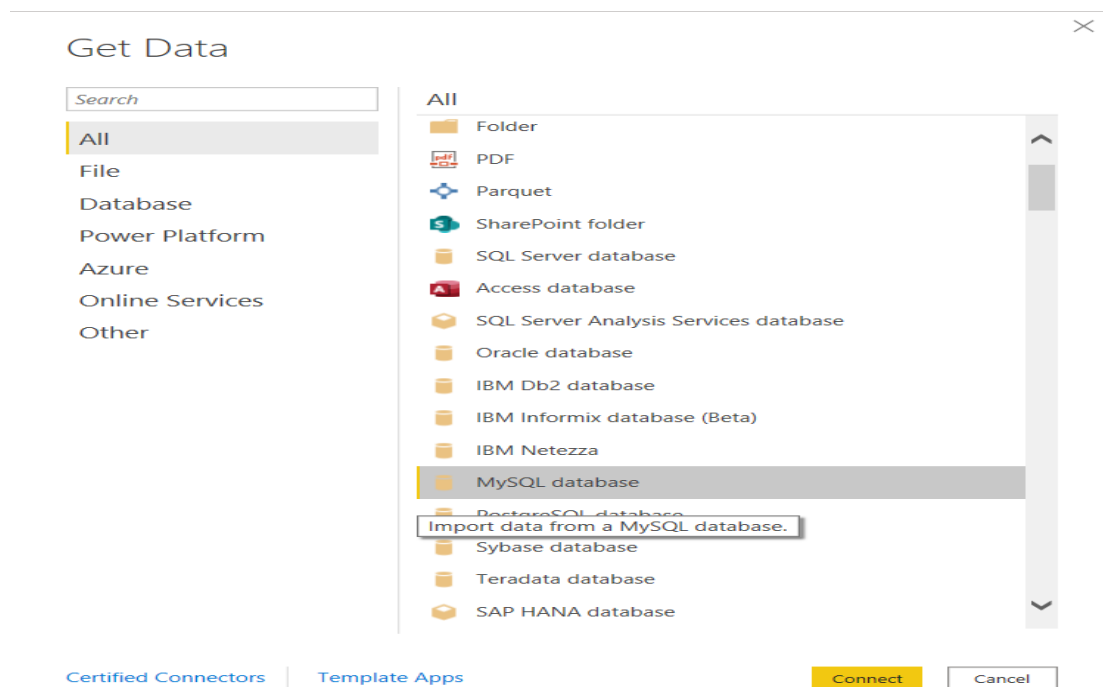 Get Data
Search
All
File
Database
Power Platform
Azure
Online Services
Other
All
Folder
PDF
Parquet
SharePoint folder
SQL Server database
Access database
SQL Server Analysis Services database
Oracle database
IBM Db2 database
IBM Informix database (Beta)
IBM Netezza
MySQL database
PostgreSQL database
Import data from a MySQL database.
Sybase database
Teradata database
SAP HANA database
Certified Connectors
Template Apps
Connect
Cancel